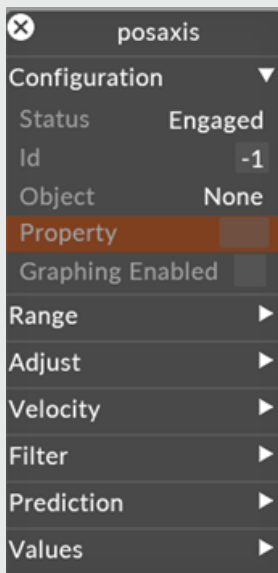 posaxis
Configuration
Status Engaged
Id -1
Object None
Property
Graphing Enabled
Range
Adjust
Velocity
Filter
Prediction
Values